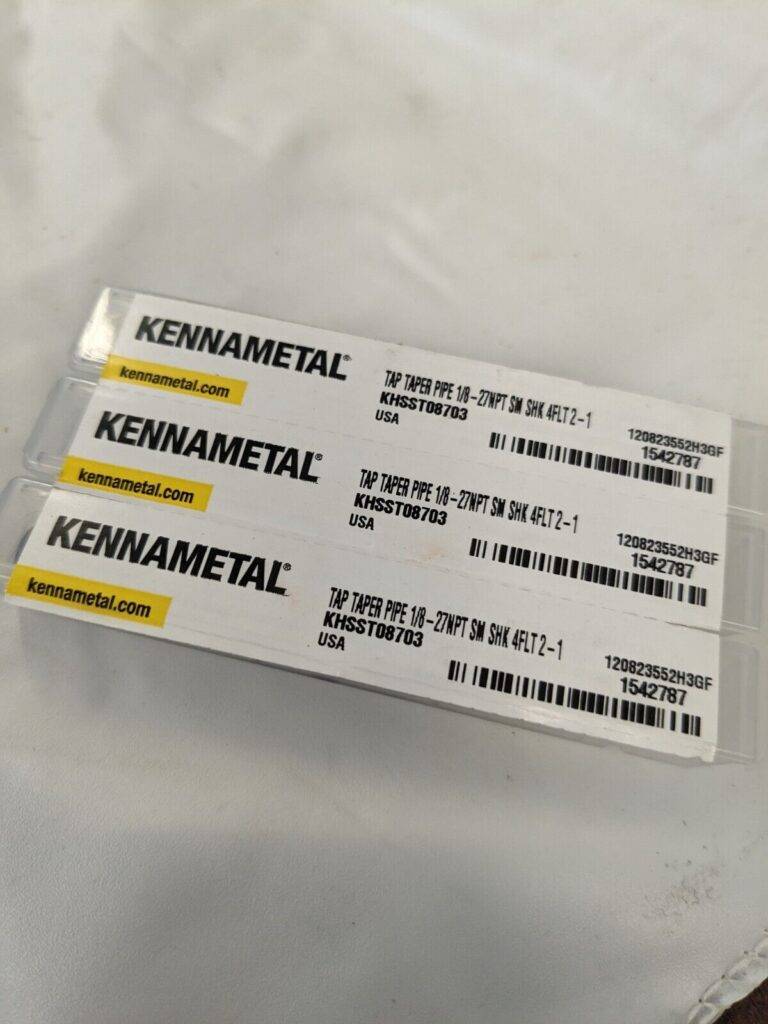 KENNAMETAL®
kennametal.com
TAP TAPER PIPE 1/8-27NPT SM SHK 4FLT 2-1
KHSST08703
USA
120823552H3GF
1542787
KENNAMETAL®
kennametal.com
TAP TAPER PIPE 1/8-27NPT SM SHK 4FLT 2-1
KHSST08703
USA
120823552H3GF
1542787
KENNAMETAL®
kennametal.com
TAP TAPER PIPE 1/8-27NPT SM SHK 4FLT 2-1
KHSST08703
USA
120823552H3GF
1542787